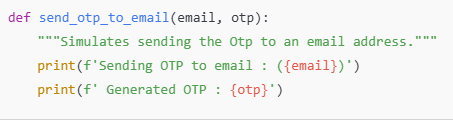 def send_otp_to_email(email, otp):
    """Simulates sending the Otp to an email address."""
    print(f'Sending OTP to email : ({email})')
    print(f' Generated OTP : {otp}')